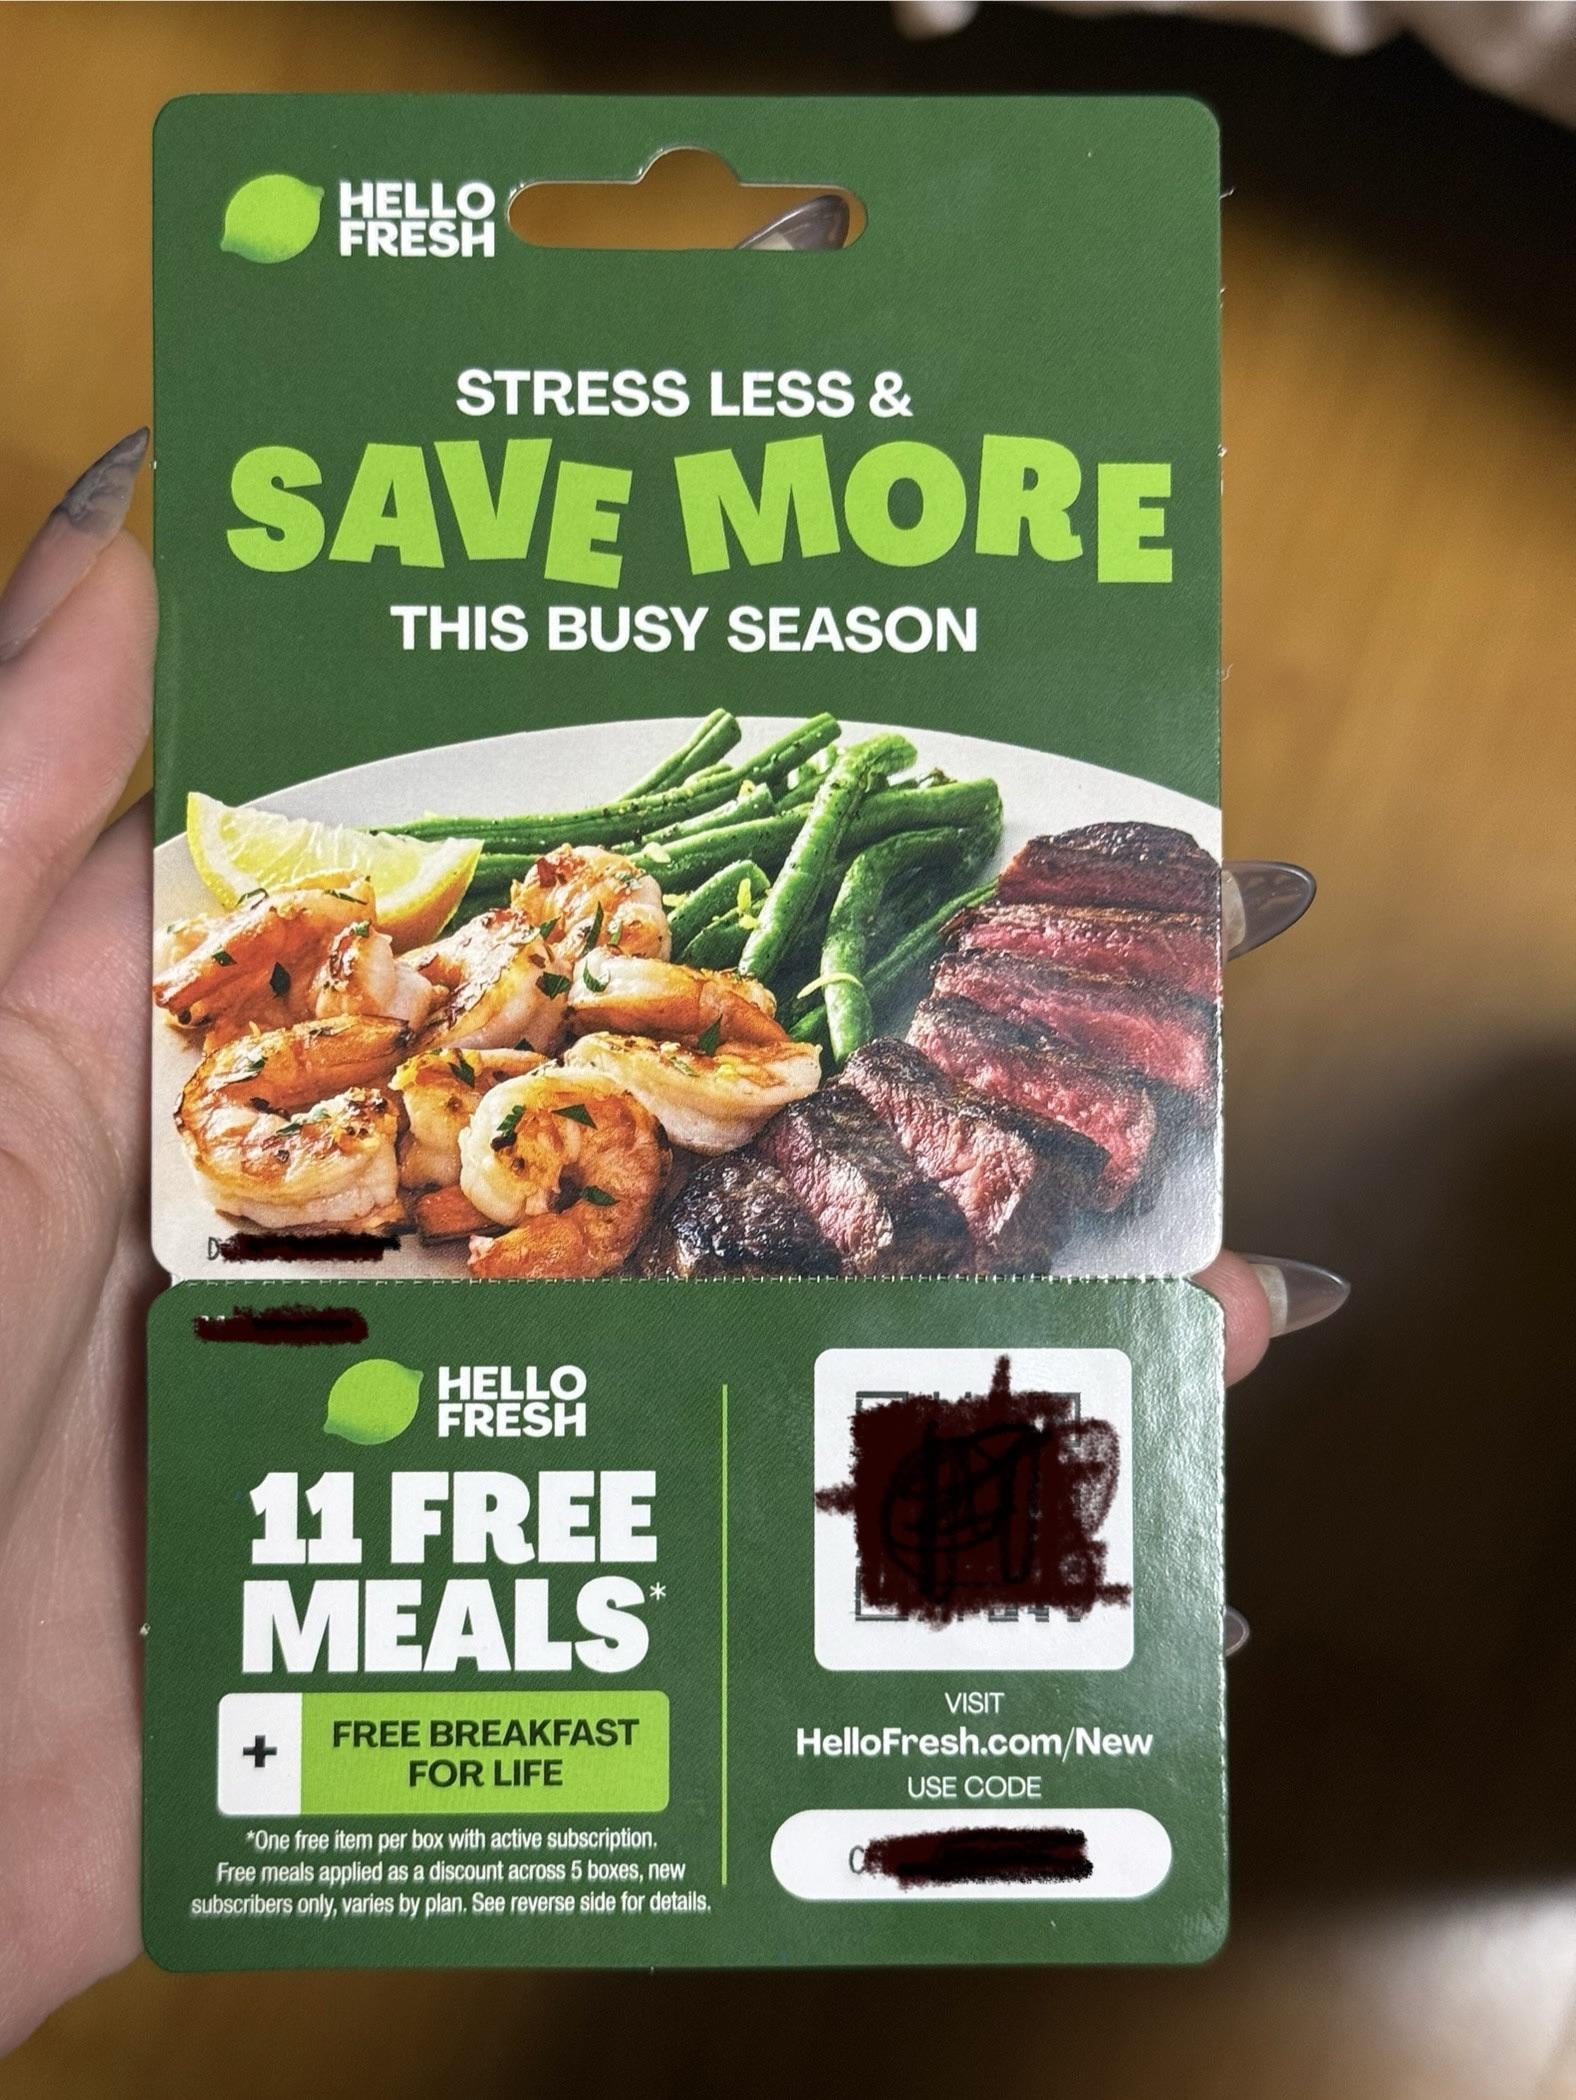 HELLO
FRESH
STRESS LESS &
SAVE MORE
THIS BUSY SEASON
HELLO
FRESH
11 FREE
MEALS*
+
FREE BREAKFAST
FOR LIFE
*One free item per box with active subscription.
Free meals applied as a discount across 5 boxes, new
subscribers only, varies by plan. See reverse side for details.
VISIT
HelloFresh.com/New
USE CODE